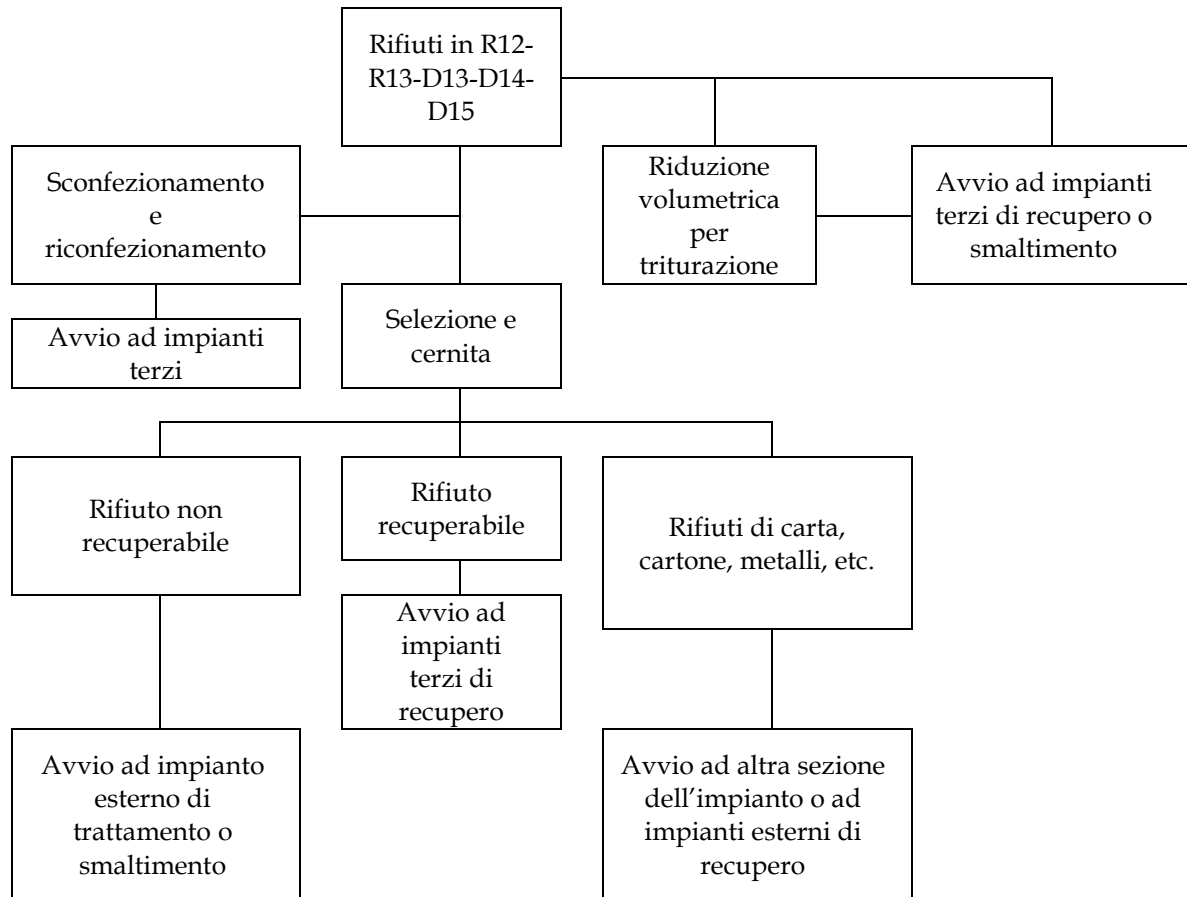 Rifiuti in R12-
R13-D13-D14-
D15
Sconfezionamento
e
riconfezionamento
Riduzione
volumetrica
per
triturazione
Avvio ad impianti
terzi di recupero o
smaltimento
Avvio ad impianti
terzi
Selezione e
cernita
Rifiuto non
recuperabile
Rifiuto
recuperabile
Rifiuti di carta,
cartone, metalli, etc.
Avvio ad
impianti
terzi di
recupero
Avvio ad impianto
esterno di
trattamento o
smaltimento
Avvio ad altra sezione
dell’impianto o ad
impianti esterni di
recupero